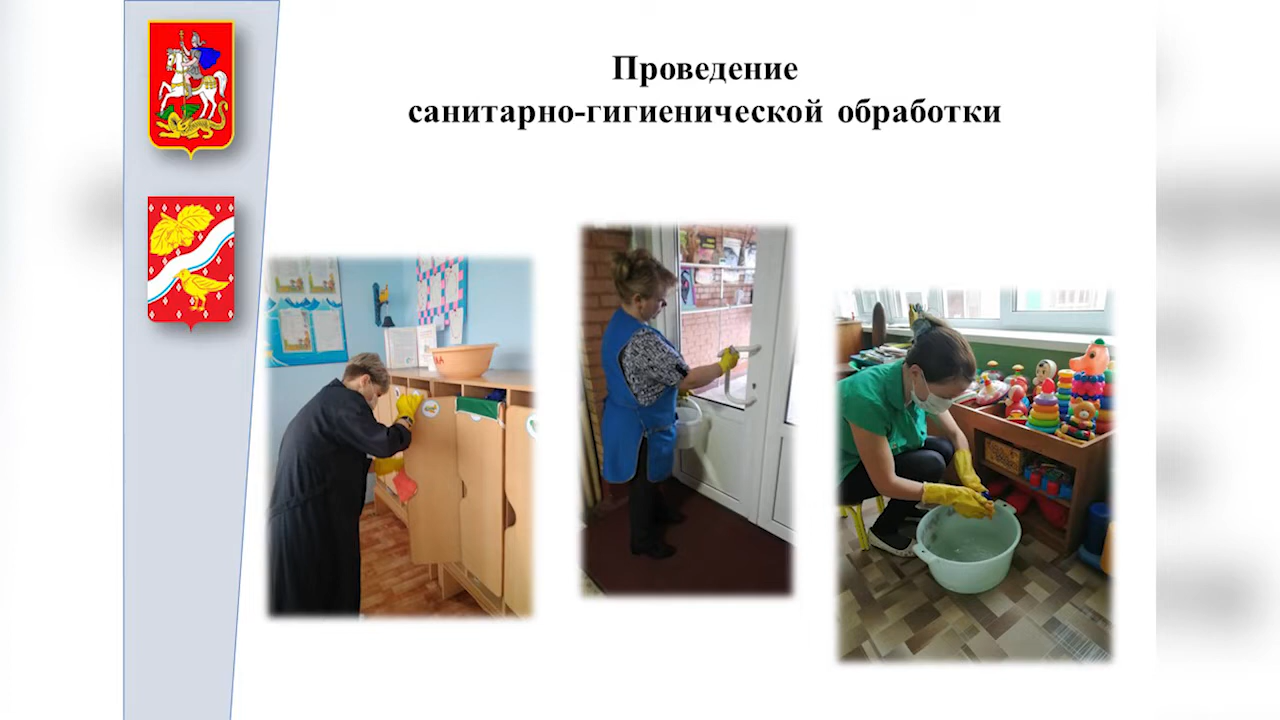 Проведение
санитарно-гигиенической обработки